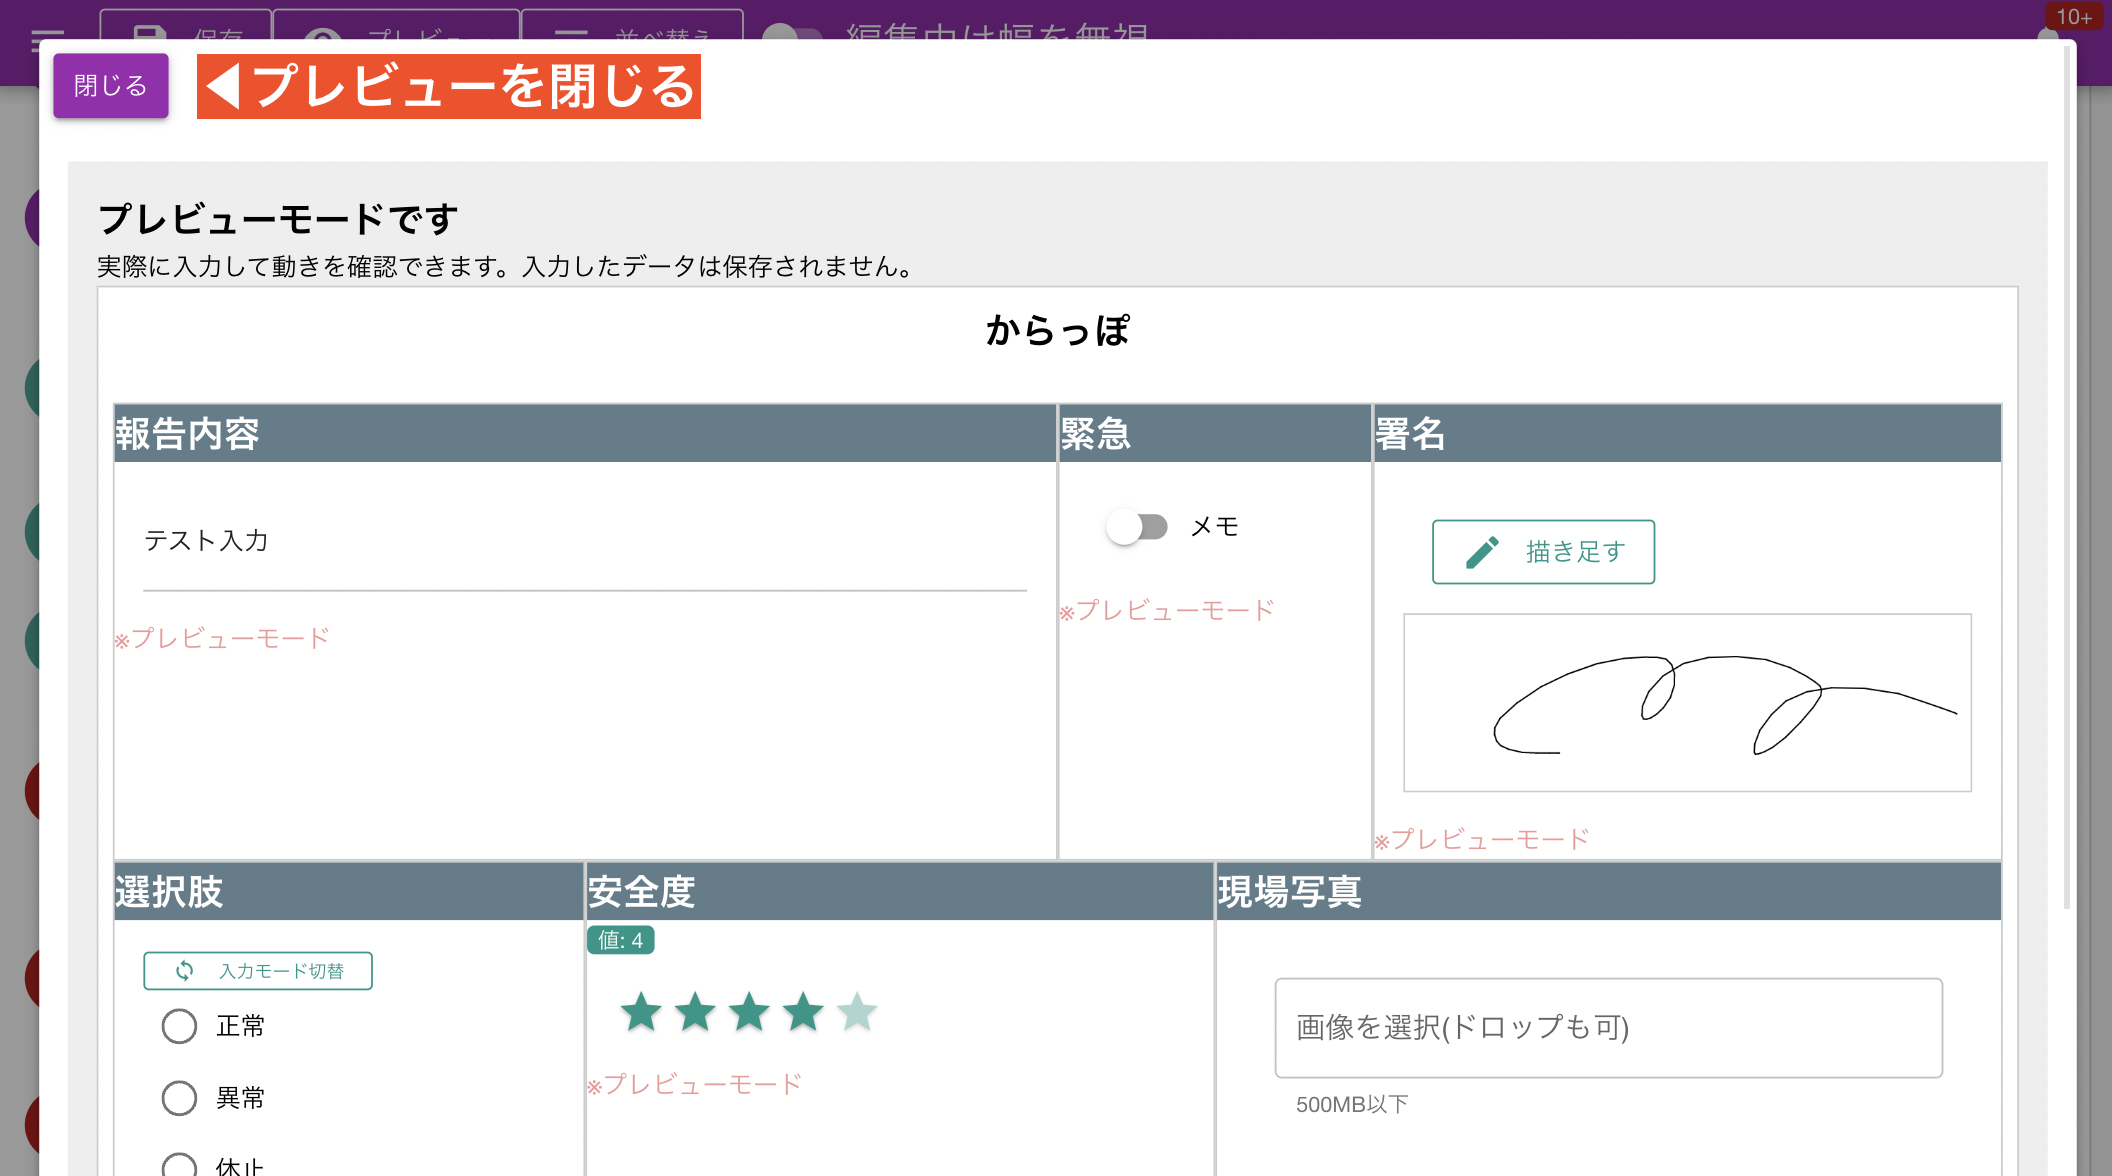 保存
プレビュー
並べ替え
編集中は幅を無視
10+
閉じる
◀プレビューを閉じる
プレビューモードです
実際に入力して動きを確認できます。入力したデータは保存されません。
からっぽ
報告内容
緊急
署名
テスト入力
メモ
描き足す
※プレビューモード
※プレビューモード
※プレビューモード
選択肢
安全度
現場写真
値: 4
入力モード切替
正常
異常
休止
※プレビューモード
画像を選択(ドロップも可)
500MB以下